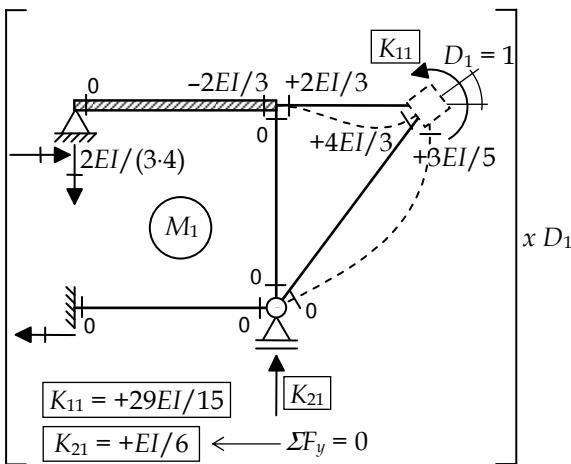 K11
D1 = 1
0
–2EI/3
+2EI/3
0
+4EI/3
+3EI/5
2EI/(3·4)
M1
x D1
0
0
0
0
0
K21
K11 = +29EI/15
K21 = +EI/6
ΣFy = 0